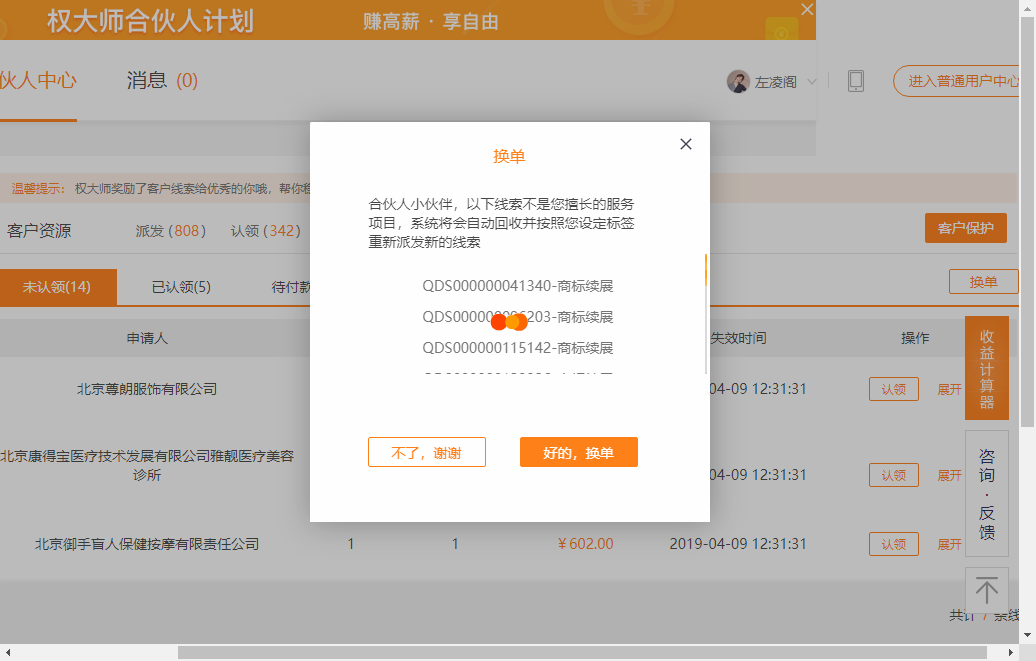 权大师合伙人计划
赚高薪 · 享自由
伙人中心
消息 (0)
左凌阁
进入普通用户中心
温馨提示: 权大师奖励了客户线索给优秀的你哦，帮你
客户资源
派发 (808)
认领 (342)
客户保护
未认领(14)
已认领(5)
待付款
换单
申请人
失效时间
操作
北京尊朗服饰有限公司
04-09 12:31:31
认领
展开
北京康得宝医疗技术发展有限公司雅靓医疗美容
诊所
04-09 12:31:31
认领
展开
北京御手盲人保健按摩有限责任公司
1
1
￥602.00
2019-04-09 12:31:31
认领
展开
共计 7 条线
收益计算器
咨询·反馈
换单
合伙人小伙伴，以下线索不是您擅长的服务
项目，系统将会自动回收并按照您设定标签
重新派发新的线索
QDS000000041340-商标续展
6203-商标续展
QDS000000115142-商标续展
不了，谢谢
好的，换单